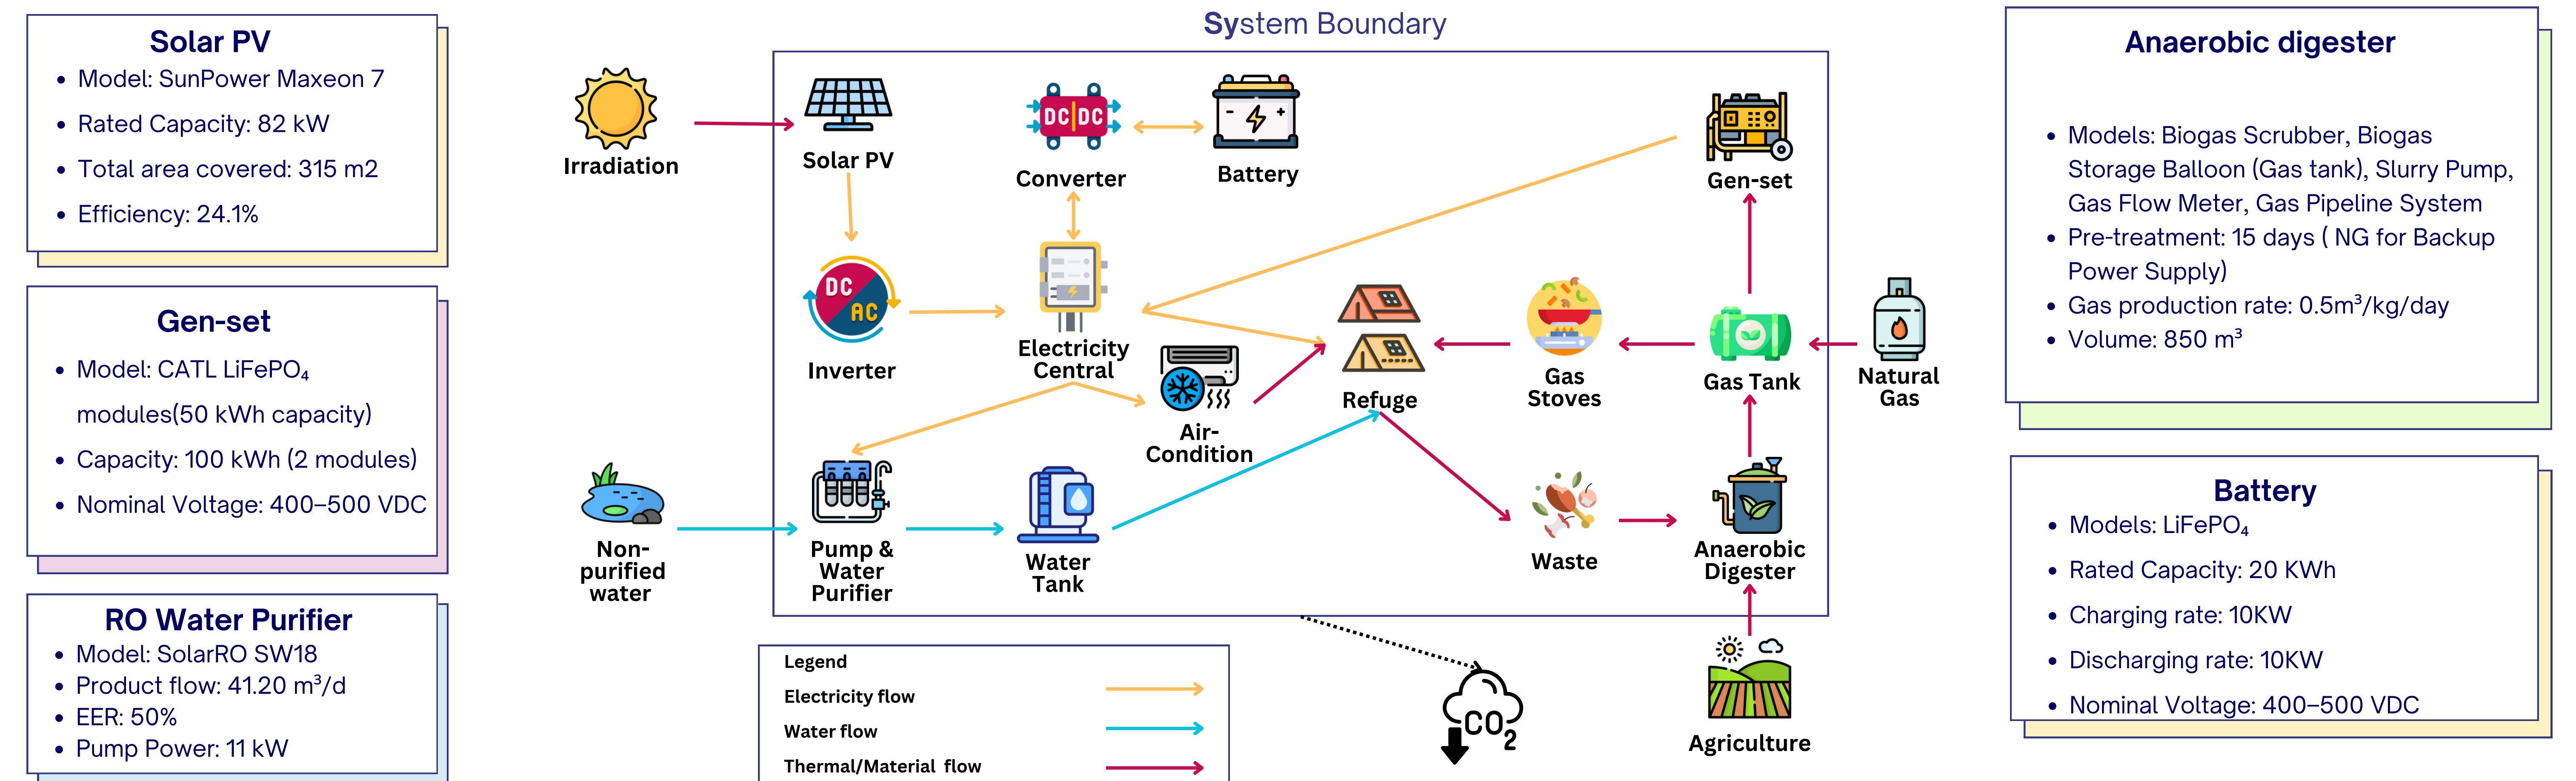 Solar PV
• Model: SunPower Maxeon 7
• Rated Capacity: 82 kW
• Total area covered: 315 m2
• Efficiency: 24.1%
Gen-set
• Model: CATL LiFePO₄
modules(50 kWh capacity)
• Capacity: 100 kWh (2 modules)
• Nominal Voltage: 400–500 VDC
RO Water Purifier
• Model: SolarRO SW18
• Product flow: 41.20 m³/d
• EER: 50%
• Pump Power: 11 kW
System Boundary
Irradiation
Solar PV
Converter
DC DC
Battery
Gen-set
DC
AC
Inverter
Electricity
Central
Air-
Condition
Refuge
Gas
Stoves
Gas Tank
Natural
Gas
Non-
purified
water
Pump &
Water
Purifier
Water
Tank
Waste
Anaerobic
Digester
Agriculture
CO2
Legend
Electricity flow
Water flow
Thermal/Material flow
Anaerobic digester
• Models: Biogas Scrubber, Biogas
Storage Balloon (Gas tank), Slurry Pump,
Gas Flow Meter, Gas Pipeline System
• Pre-treatment: 15 days ( NG for Backup
Power Supply)
• Gas production rate: 0.5m³/kg/day
• Volume: 850 m³
Battery
• Models: LiFePO₄
• Rated Capacity: 20 KWh
• Charging rate: 10KW
• Discharging rate: 10KW
• Nominal Voltage: 400–500 VDC